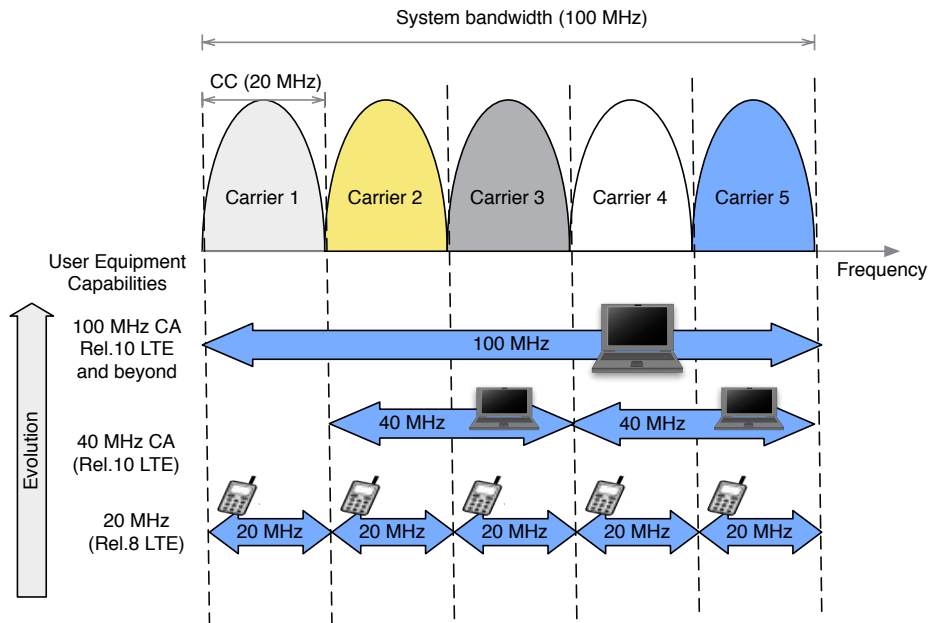 System bandwidth (100 MHz)
CC (20 MHz)
Carrier 1
Carrier 2
Carrier 3
Carrier 4
Carrier 5
User Equipment
Capabilities
Frequency
100 MHz CA
Rel.10 LTE
and beyond
100 MHz
40 MHz CA
(Rel.10 LTE)
40 MHz
40 MHz
Evolution
20 MHz
(Rel.8 LTE)
20 MHz
20 MHz
20 MHz
20 MHz
20 MHz